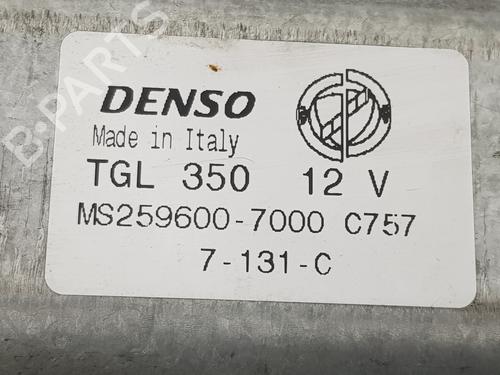 B-PARTS
DENSO
Made in Italy
TGL 350 12 V
MS259600-7000 C757
7-131-C